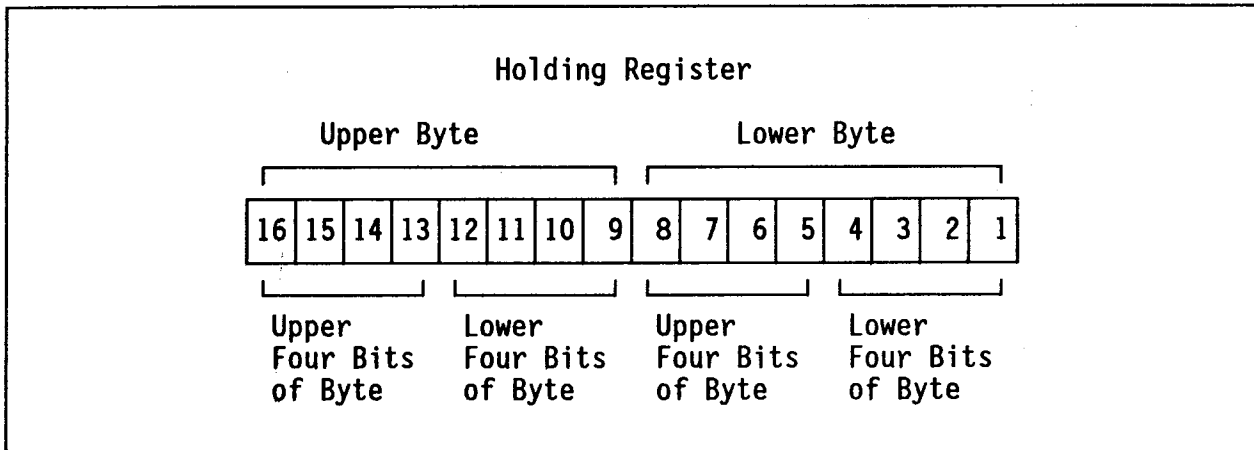 Holding Register
Upper Byte Lower Byte
16 15 14 13 12 11 10 9 8 7 6 5 4 3 2 1
Upper Lower Upper Lower
Four Bits Four Bits Four Bits Four Bits
of Byte of Byte of Byte of Byte